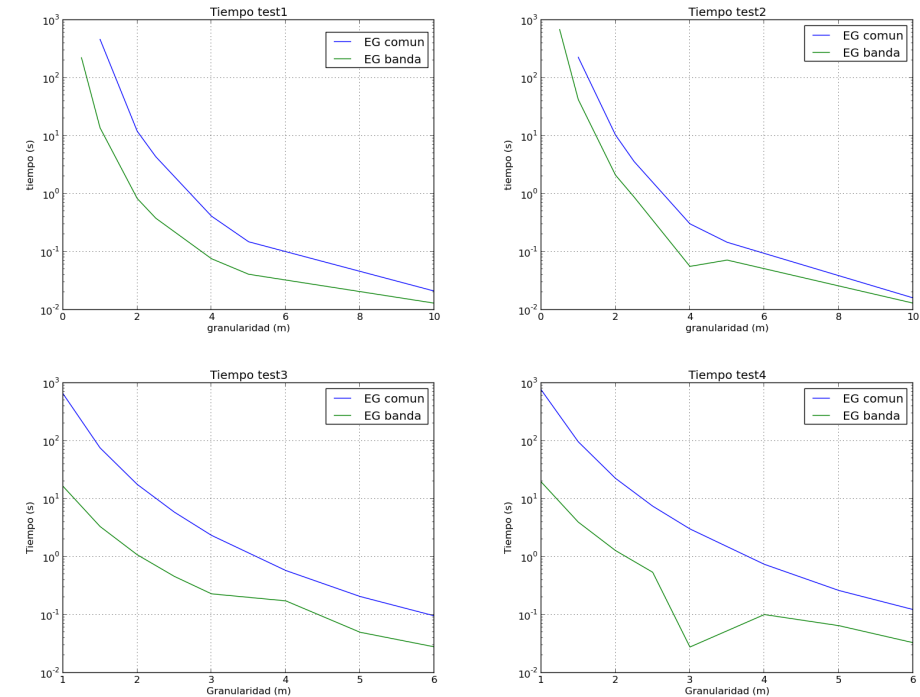 Tiempo test1
10^3
10^2
10^1
10^0
10^-1
10^-2
tiempo (s)
EG comun
EG banda
0 2 4 6 8 10
granularidad (m)
Tiempo test2
10^3
10^2
10^1
10^0
10^-1
10^-2
tiempo (s)
EG comun
EG banda
0 2 4 6 8 10
granularidad (m)
Tiempo test3
10^3
10^2
10^1
10^0
10^-1
10^-2
Tiempo (s)
EG comun
EG banda
1 2 3 4 5 6
Granularidad (m)
Tiempo test4
10^3
10^2
10^1
10^0
10^-1
10^-2
Tiempo (s)
EG comun
EG banda
1 2 3 4 5 6
Granularidad (m)